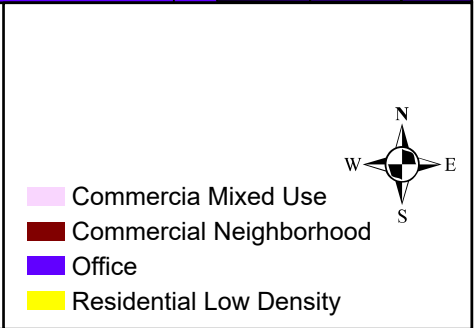 N
W E
S
Commercia Mixed Use
Commercial Neighborhood
Office
Residential Low Density